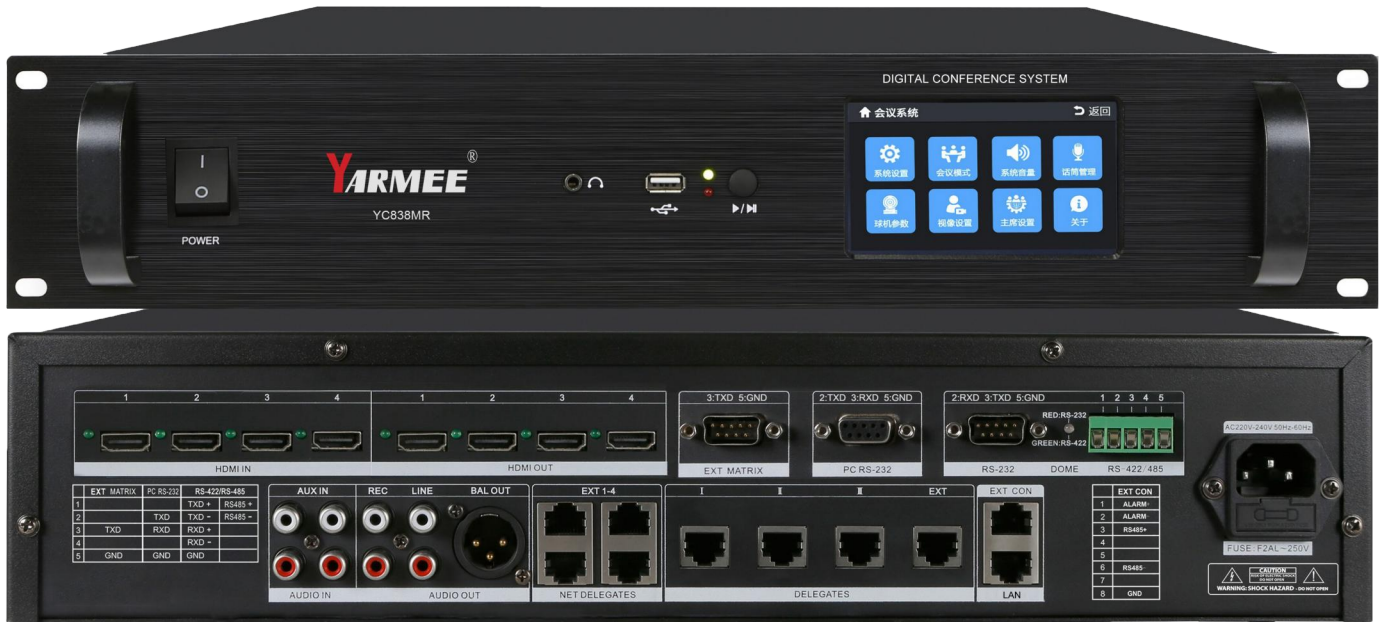 DIGITAL CONFERENCE SYSTEM
会议系统 返回
系统设置 会议模式 系统音量 话筒管理
球机参数 视像设置 主席设置 关于
YARMEE®
YC838MR
POWER
1 2 3 4 1 2 3 4
HDMI IN HDMI OUT
3:TXD 5:GND
EXT MATRIX
2:TXD 3:RXD 5:GND
PC RS-232
2:RXD 3:TXD 5:GND 1 2 3 4 5
RED:RS-232
GREEN:RS-422
RS-232 DOME RS-422/485
AC220V-240V 50Hz-60Hz
FUSE:F2AL~250V
EXT MATRIX PC RS-232 RS-422/RS-485
1 TXD + RS485 +
2 TXD TXD - RS485 -
3 TXD RXD RXD +
4 RXD -
5 GND GND GND
AUX IN REC LINE BAL OUT
AUDIO IN AUDIO OUT
EXT 1-4
NET DELEGATES
I II III EXT
DELEGATES
EXT CON
LAN
EXT CON
1 ALARM+
2 ALARM-
3 RS485+
4
5
6 RS485-
7
8 GND
CAUTION
RISK OF ELECTRIC SHOCK
DO NOT OPEN
WARNING: SHOCK HAZARD - DO NOT OPEN